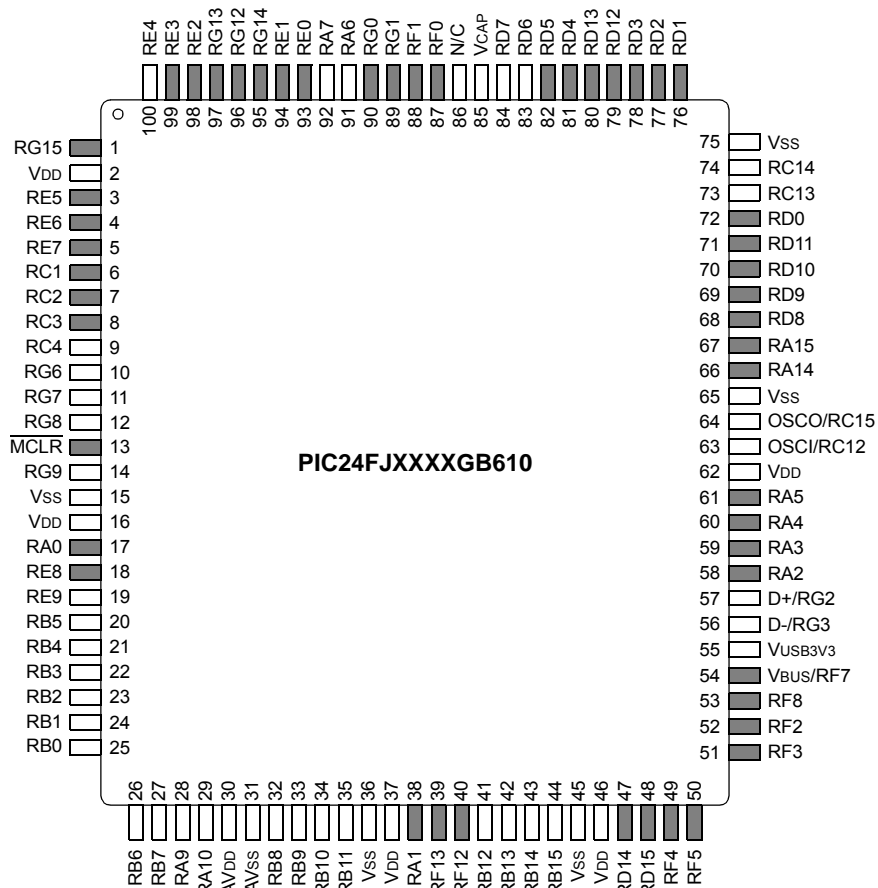 RE4 RE3 RE2 RG13 RG12 RG14 RE1 RE0 RA7 RA6 RG0 RG1 RF1 RF0 N/C VCAP RD7 RD6 RD5 RD4 RD13 RD12 RD3 RD2 RD1
100 99 98 97 96 95 94 93 92 91 90 89 88 87 86 85 84 83 82 81 80 79 78 77 76
RG15 1
VDD 2
RE5 3
RE6 4
RE7 5
RC1 6
RC2 7
RC3 8
RC4 9
RG6 10
RG7 11
RG8 12
MCLR 13
RG9 14
VSS 15
VDD 16
RA0 17
RE8 18
RE9 19
RB5 20
RB4 21
RB3 22
RB2 23
RB1 24
RB0 25
PIC24FJXXXXGB610
75 VSS
74 RC14
73 RC13
72 RD0
71 RD11
70 RD10
69 RD9
68 RD8
67 RA15
66 RA14
65 VSS
64 OSCO/RC15
63 OSCI/RC12
62 VDD
61 RA5
60 RA4
59 RA3
58 RA2
57 D+/RG2
56 D-/RG3
55 VUSB3V3
54 VBUS/RF7
53 RF8
52 RF2
51 RF3
26 27 28 29 30 31 32 33 34 35 36 37 38 39 40 41 42 43 44 45 46 47 48 49 50
RB6 RB7 RA9 RA10 AVDD AVSS RB8 RB9 RB10 RB11 VSS VDD RA1 RF13 RF12 RB12 RB13 RB14 RB15 VSS VDD RD14 RD15 RF4 RF5